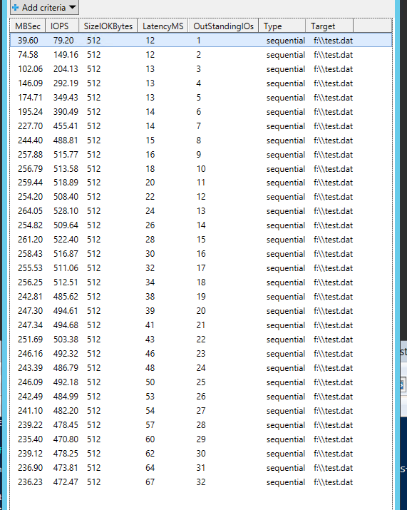 Add criteria
MBSec IOPS SizeIOKBytes LatencyMS OutStandingIOs Type Target
39.60 79.20 512 12 1 sequential f:\\test.dat
74.58 149.16 512 12 2 sequential f:\\test.dat
102.06 204.13 512 13 3 sequential f:\\test.dat
146.09 292.19 512 13 4 sequential f:\\test.dat
174.71 349.43 512 13 5 sequential f:\\test.dat
195.24 390.49 512 14 6 sequential f:\\test.dat
227.70 455.41 512 14 7 sequential f:\\test.dat
244.40 488.81 512 15 8 sequential f:\\test.dat
257.88 515.77 512 16 9 sequential f:\\test.dat
256.79 513.58 512 18 10 sequential f:\\test.dat
259.44 518.89 512 20 11 sequential f:\\test.dat
254.20 508.40 512 22 12 sequential f:\\test.dat
264.05 528.10 512 24 13 sequential f:\\test.dat
254.82 509.64 512 26 14 sequential f:\\test.dat
261.20 522.40 512 28 15 sequential f:\\test.dat
258.43 516.87 512 30 16 sequential f:\\test.dat
255.53 511.06 512 32 17 sequential f:\\test.dat
256.25 512.51 512 34 18 sequential f:\\test.dat
242.81 485.62 512 38 19 sequential f:\\test.dat
247.30 494.61 512 39 20 sequential f:\\test.dat
247.34 494.68 512 41 21 sequential f:\\test.dat
251.69 503.38 512 43 22 sequential f:\\test.dat
246.16 492.32 512 46 23 sequential f:\\test.dat
243.39 486.79 512 48 24 sequential f:\\test.dat
246.09 492.18 512 50 25 sequential f:\\test.dat
242.49 484.99 512 53 26 sequential f:\\test.dat
241.10 482.20 512 54 27 sequential f:\\test.dat
239.22 478.45 512 57 28 sequential f:\\test.dat
235.40 470.80 512 60 29 sequential f:\\test.dat
239.12 478.25 512 62 30 sequential f:\\test.dat
236.90 473.81 512 64 31 sequential f:\\test.dat
236.23 472.47 512 67 32 sequential f:\\test.dat